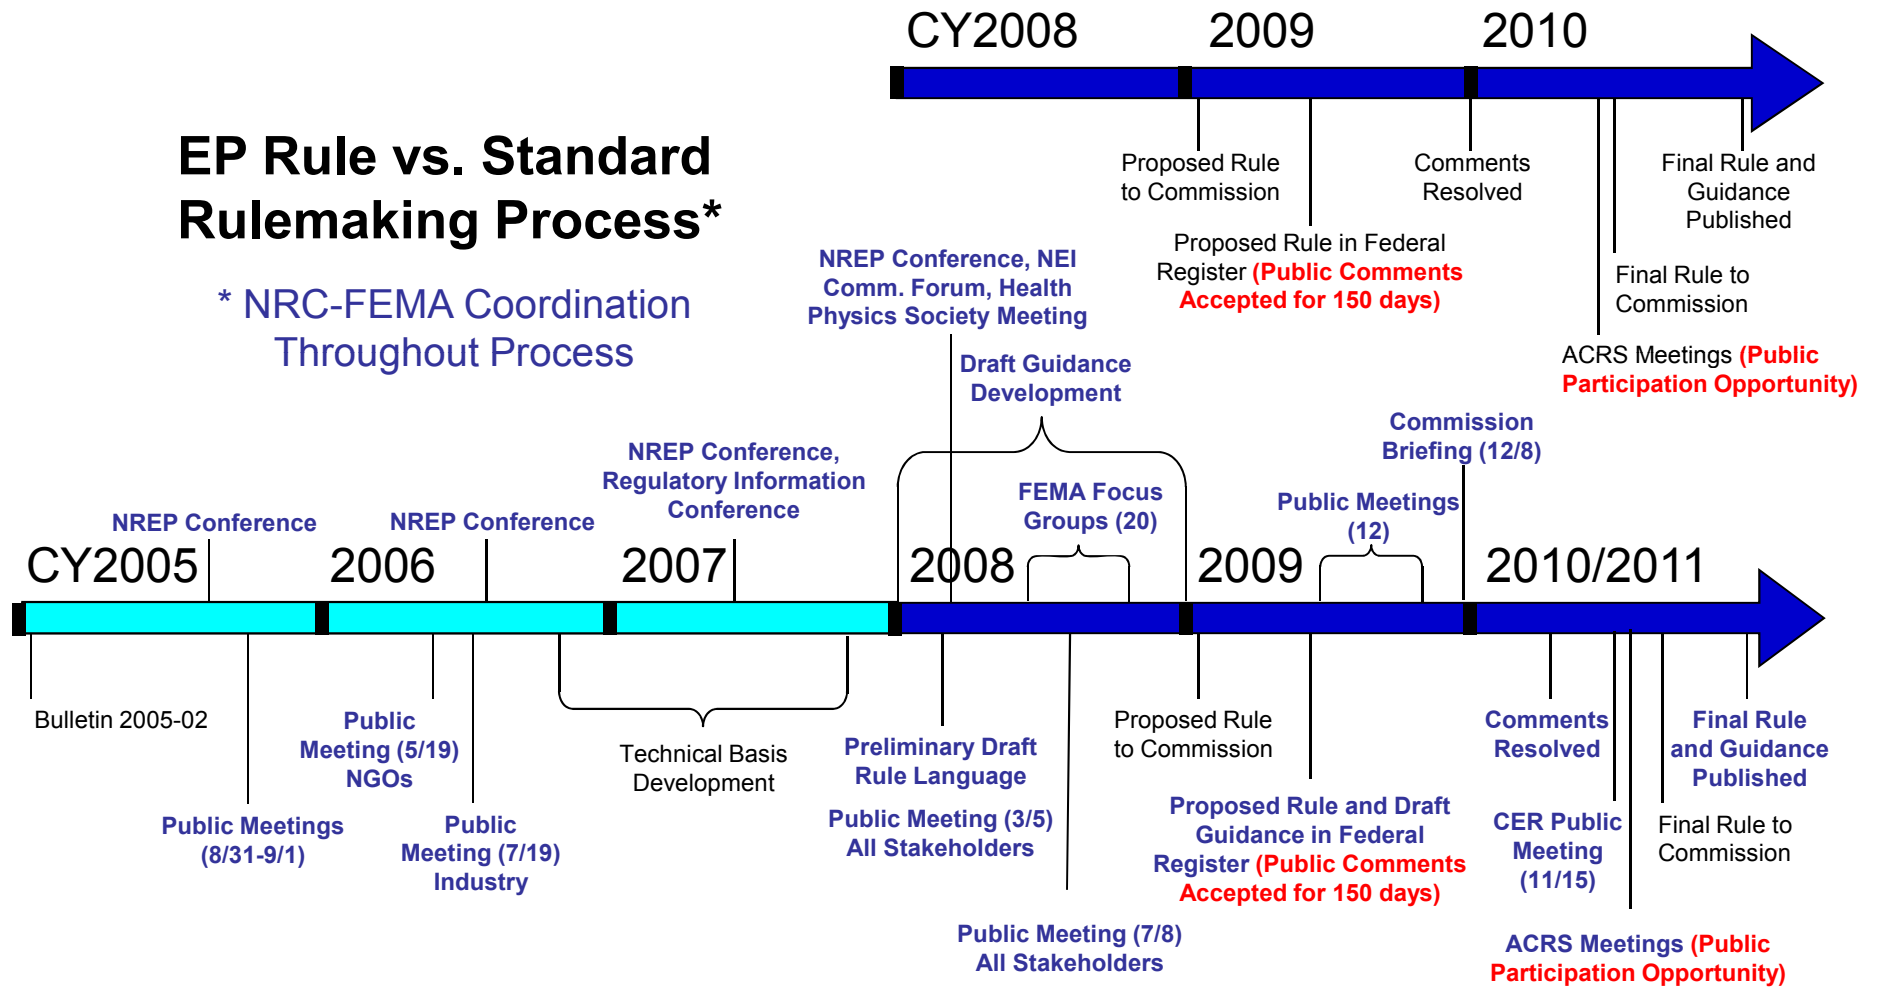 CY2008
2009
2010
EP Rule vs. Standard
Rulemaking Process*
* NRC-FEMA Coordination
Throughout Process
Proposed Rule
to Commission
Comments
Resolved
Final Rule and
Guidance
Published
Proposed Rule in Federal
Register (Public Comments
Accepted for 150 days)
Final Rule to
Commission
ACRS Meetings (Public
Participation Opportunity)
NREP Conference, NEI
Comm. Forum, Health
Physics Society Meeting
Draft Guidance
Development
Commission
Briefing (12/8)
NREP Conference
NREP Conference
NREP Conference,
Regulatory Information
Conference
FEMA Focus
Groups (20)
Public Meetings
(12)
CY2005
2006
2007
2008
2009
2010/2011
Bulletin 2005-02
Public Meetings
(8/31-9/1)
Public
Meeting (5/19)
NGOs
Public
Meeting (7/19)
Industry
Technical Basis
Development
Preliminary Draft
Rule Language
Public Meeting (3/5)
All Stakeholders
Public Meeting (7/8)
All Stakeholders
Proposed Rule
to Commission
Proposed Rule and Draft
Guidance in Federal
Register (Public Comments
Accepted for 150 days)
Comments
Resolved
CER Public
Meeting
(11/15)
ACRS Meetings (Public
Participation Opportunity)
Final Rule to
Commission
Final Rule
and Guidance
Published